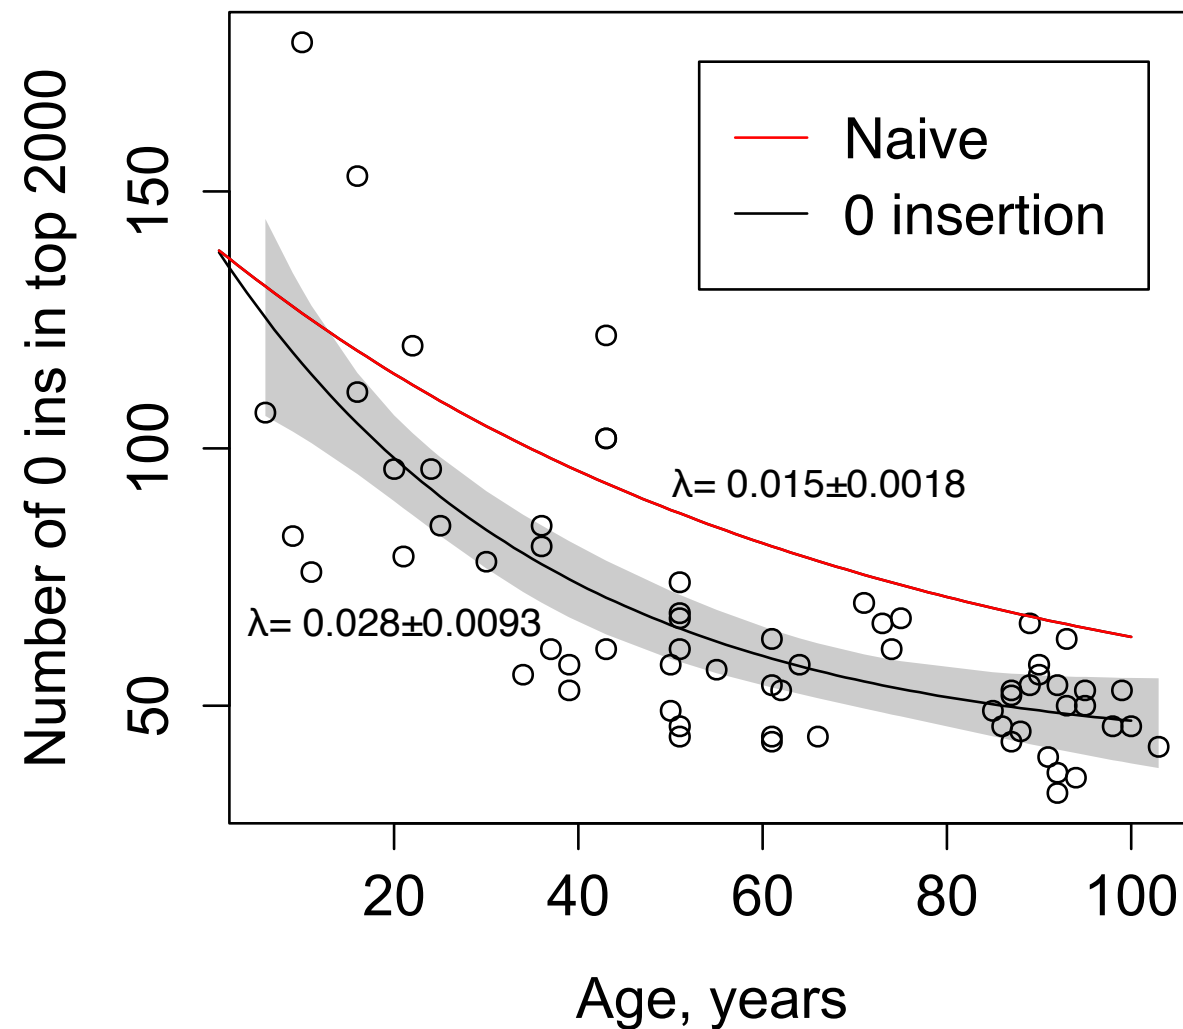 Number of 0 ins in top 2000
150
100
50
Naive
0 insertion
λ= 0.015±0.0018
λ= 0.028±0.0093
20 40 60 80 100
Age, years